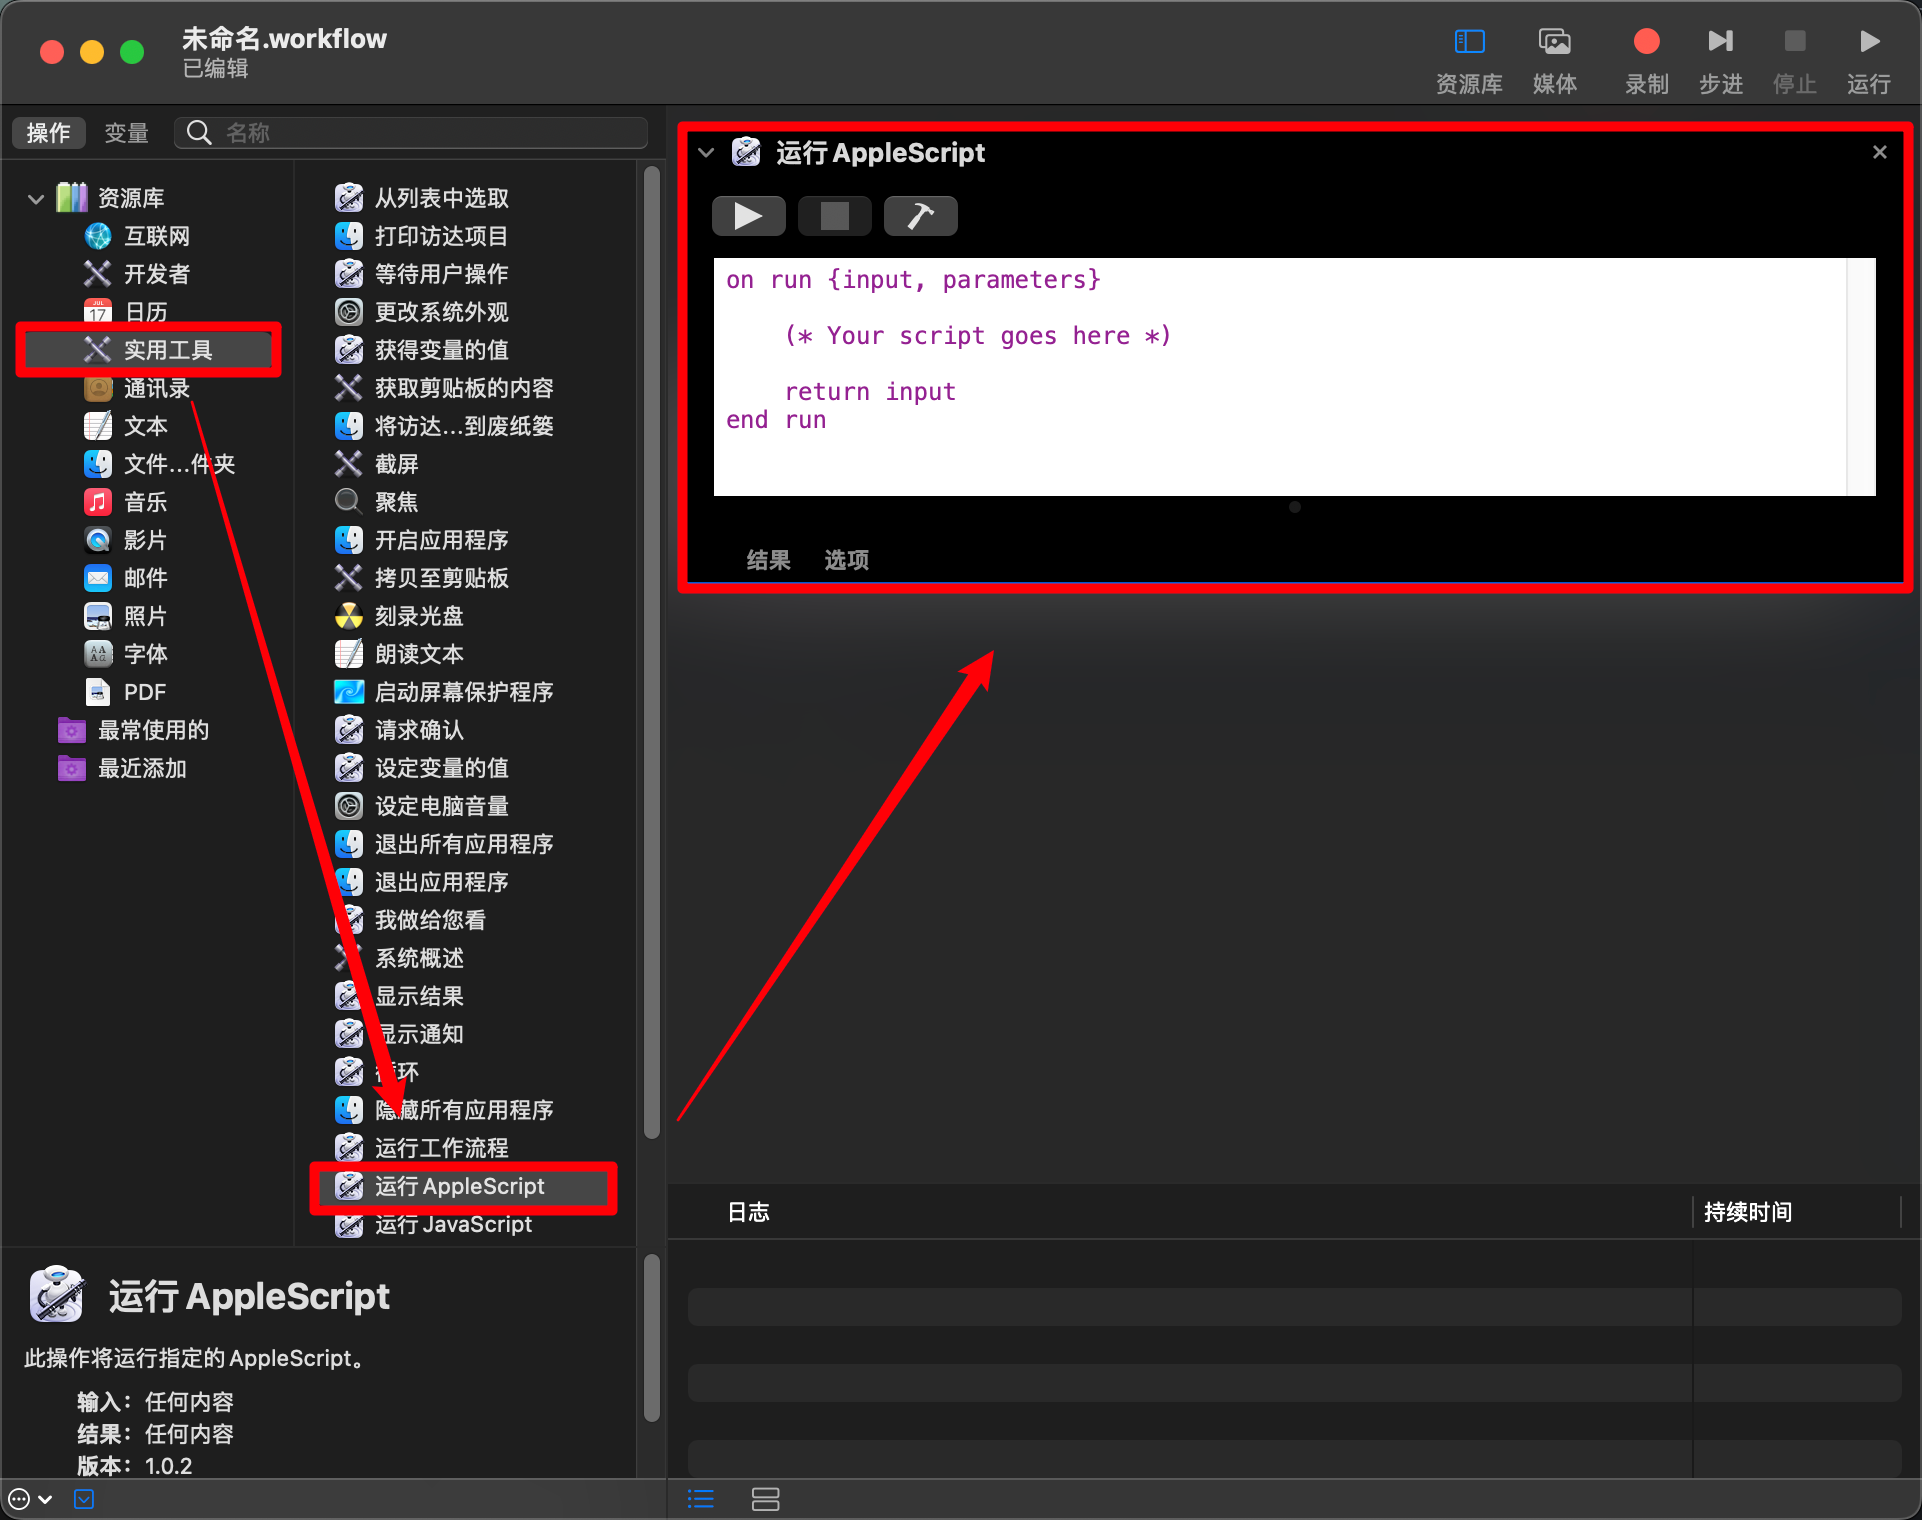 未命名.workflow
已编辑
资源库
媒体
录制
步进
停止
运行
操作
变量
名称
资源库
互联网
开发者
日历
实用工具
通讯录
文本
文件...件夹
音乐
影片
邮件
照片
字体
PDF
最常使用的
最近添加
从列表中选取
打印访达项目
等待用户操作
更改系统外观
获得变量的值
获取剪贴板的内容
将访达...到废纸篓
截屏
聚焦
开启应用程序
拷贝至剪贴板
刻录光盘
朗读文本
启动屏幕保护程序
请求确认
设定变量的值
设定电脑音量
退出所有应用程序
退出应用程序
我做给您看
系统概述
显示结果
显示通知
循环
隐藏所有应用程序
运行工作流程
运行 AppleScript
运行 JavaScript
运行 AppleScript
此操作将运行指定的 AppleScript。
输入：任何内容
结果：任何内容
版本：1.0.2
运行 AppleScript
on run {input, parameters}
(* Your script goes here *)
return input
end run
结果
选项
日志
持续时间
JUL
17